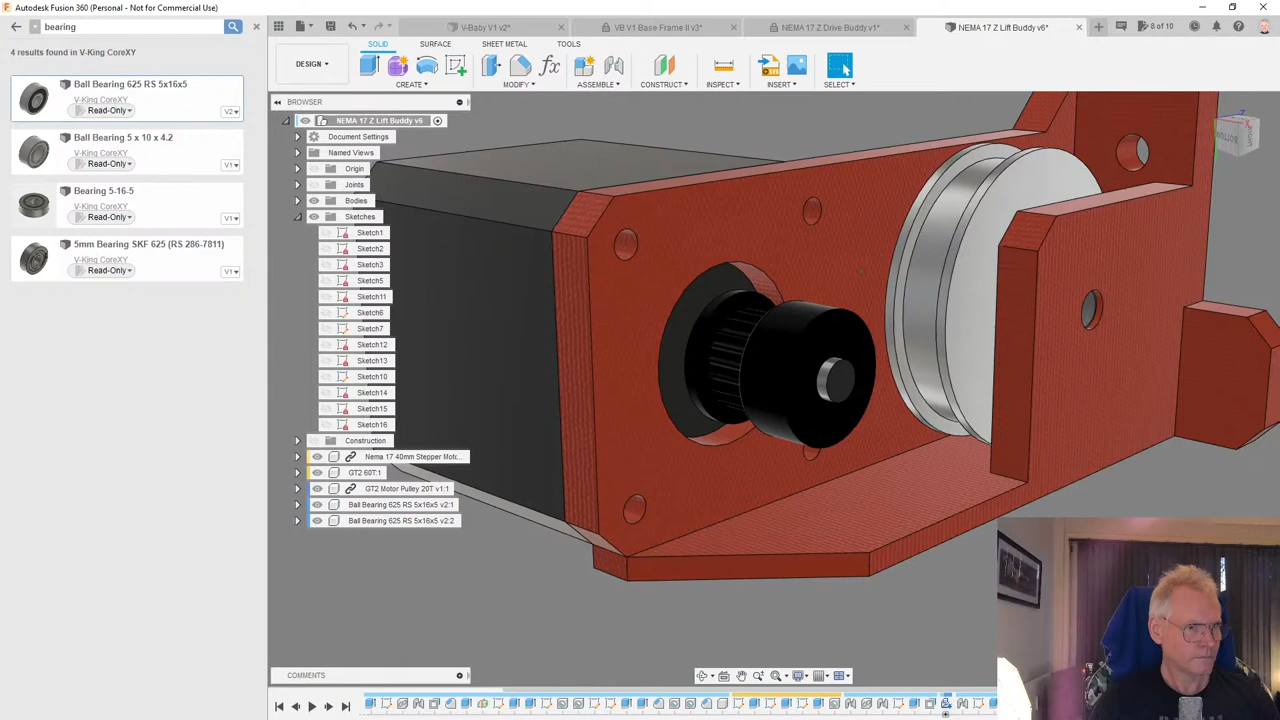 Autodesk Fusion 360 (Personal - Not for Commercial Use)
bearing
4 results found in V-King CoreXY
Ball Bearing 625 RS 5x16x5
V-King CoreXY
Read-Only
V2
Ball Bearing 5 x 10 x 4.2
V-King CoreXY
Read-Only
V1
Bearing 5-16-5
V-King CoreXY
Read-Only
V1
5mm Bearing SKF 625 (RS 286-7811)
V-King CoreXY
Read-Only
V1
V-Baby V1 v2*
VB V1 Base Frame II v3*
NEMA 17 Z Drive Buddy v1*
NEMA 17 Z Lift Buddy v6*
8 of 10
SOLID
SURFACE
SHEET METAL
TOOLS
DESIGN
CREATE
MODIFY
ASSEMBLE
CONSTRUCT
INSPECT
INSERT
SELECT
BROWSER
NEMA 17 Z Lift Buddy v6
Document Settings
Named Views
Origin
Joints
Bodies
Sketches
Sketch1
Sketch2
Sketch3
Sketch5
Sketch11
Sketch6
Sketch7
Sketch12
Sketch13
Sketch10
Sketch14
Sketch15
Sketch16
Construction
Nema 17 40mm Stepper Moto...
GT2 60T:1
GT2 Motor Pulley 20T v1:1
Ball Bearing 625 RS 5x16x5 v2:1
Ball Bearing 625 RS 5x16x5 v2:2
Z
X
BOTTOM
RIGHT
COMMENTS